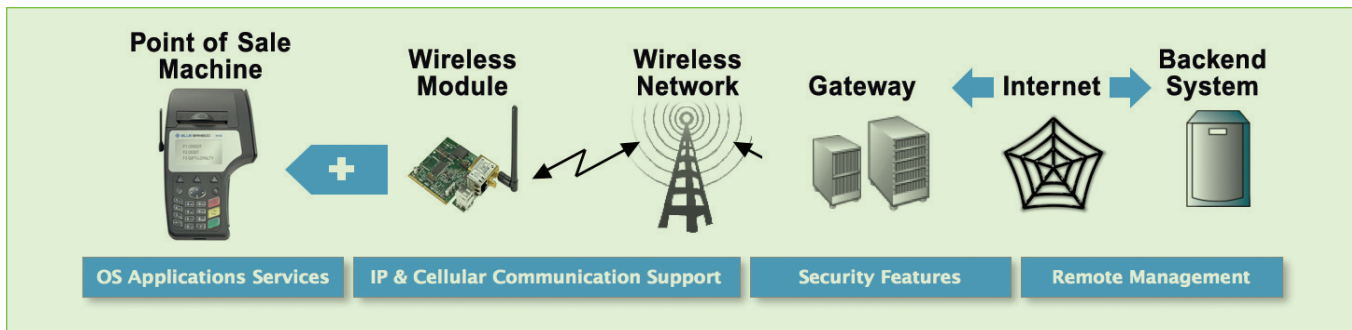 Point of Sale
Machine
Wireless
Module
Wireless
Network
Gateway
Internet
Backend
System
OS Applications Services
IP & Cellular Communication Support
Security Features
Remote Management